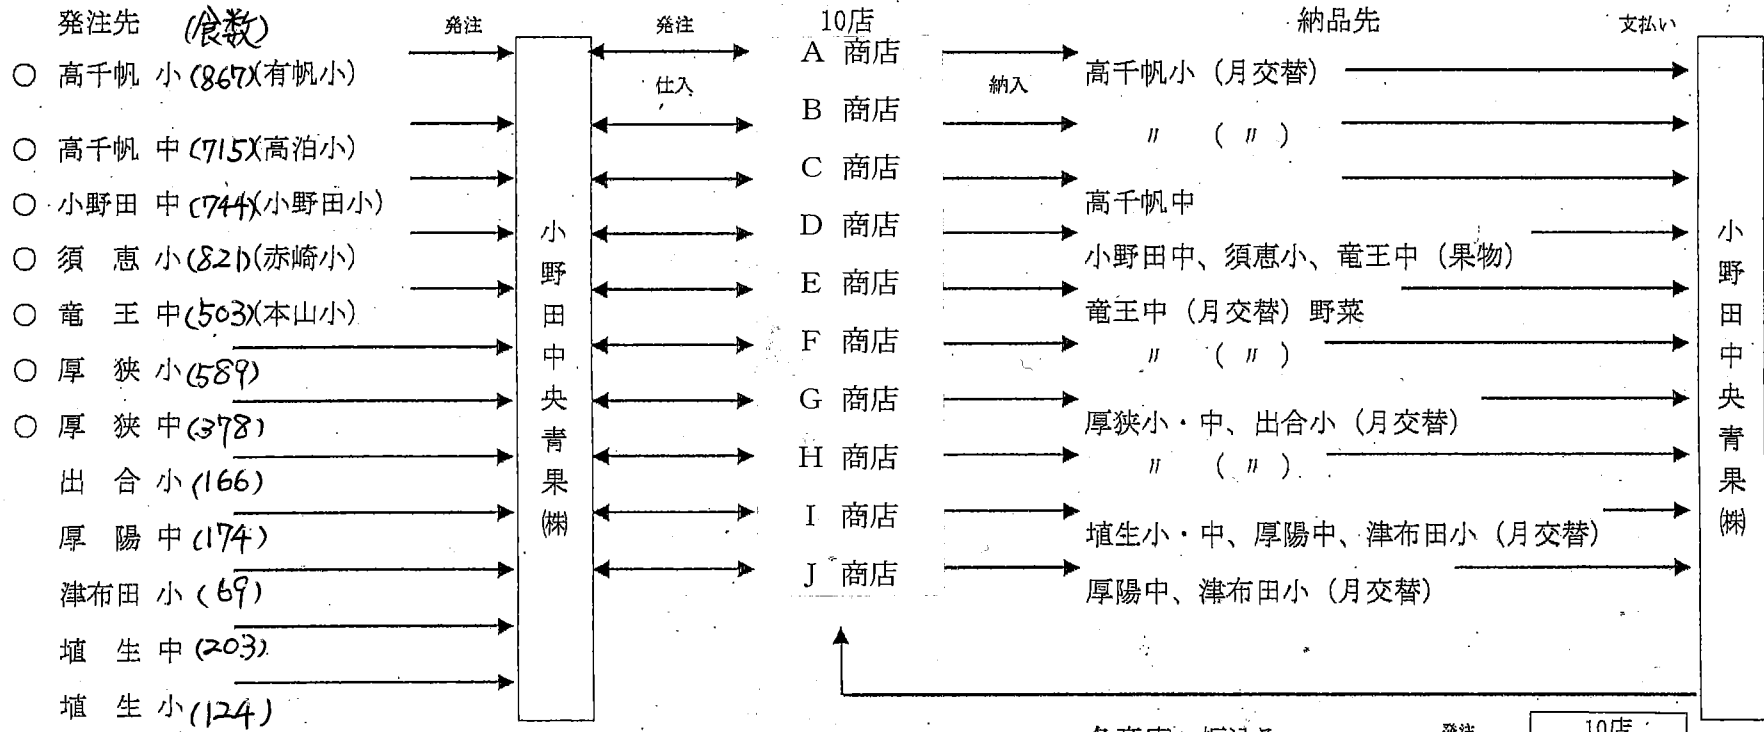 発注先 (食数)
発注
発注
10店
納品先
支払い
仕入
納入
○ 高千帆 小 (867)(有帆小)
○ 高千帆 中 (715)(高泊小)
○ 小野田 中 (744)(小野田小)
○ 須 恵 小 (821)(赤崎小)
○ 竜 王 中 (503)(本山小)
○ 厚 狭 小 (589)
○ 厚 狭 中 (378)
出 合 小 (166)
厚 陽 中 (174)
津布田 小 (69)
埴 生 中 (203)
埴 生 小 (124)
小野田中央青果㈱
A 商店
B 商店
C 商店
D 商店
E 商店
F 商店
G 商店
H 商店
I 商店
J 商店
高千帆小（月交替）
〃 （〃）
高千帆中
小野田中、須恵小、竜王中（果物）
竜王中（月交替）野菜
〃 （〃）
厚狭小・中、出合小（月交替）
〃 （〃）
埴生小・中、厚陽中、津布田小（月交替）
厚陽中、津布田小（月交替）
小野田中央青果㈱
発注
10店